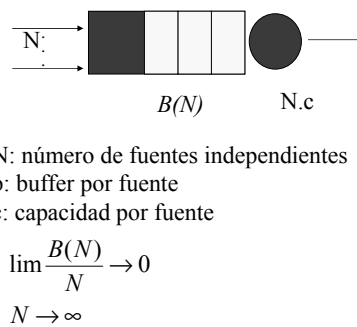 N:
B(N) N.c
N: número de fuentes independientes
b: buffer por fuente
c: capacidad por fuente
lim B(N)/N → 0
N → ∞